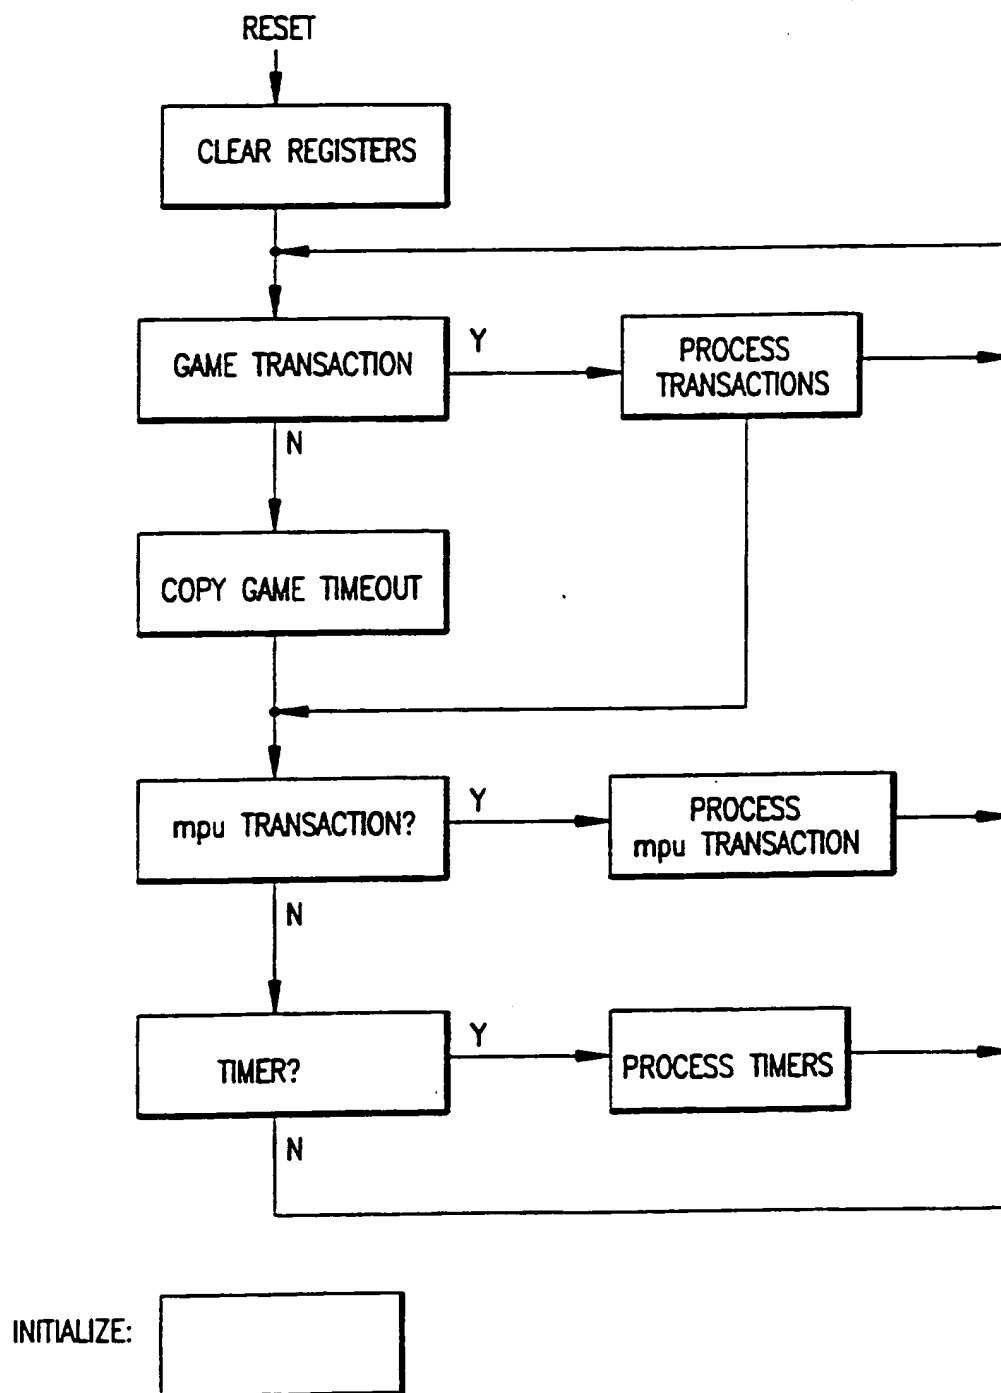 RESET
CLEAR REGISTERS
GAME TRANSACTION
Y
PROCESS
TRANSACTIONS
N
COPY GAME TIMEOUT
mpu TRANSACTION?
Y
PROCESS
mpu TRANSACTION
N
TIMER?
Y
PROCESS TIMERS
N
INITIALIZE: